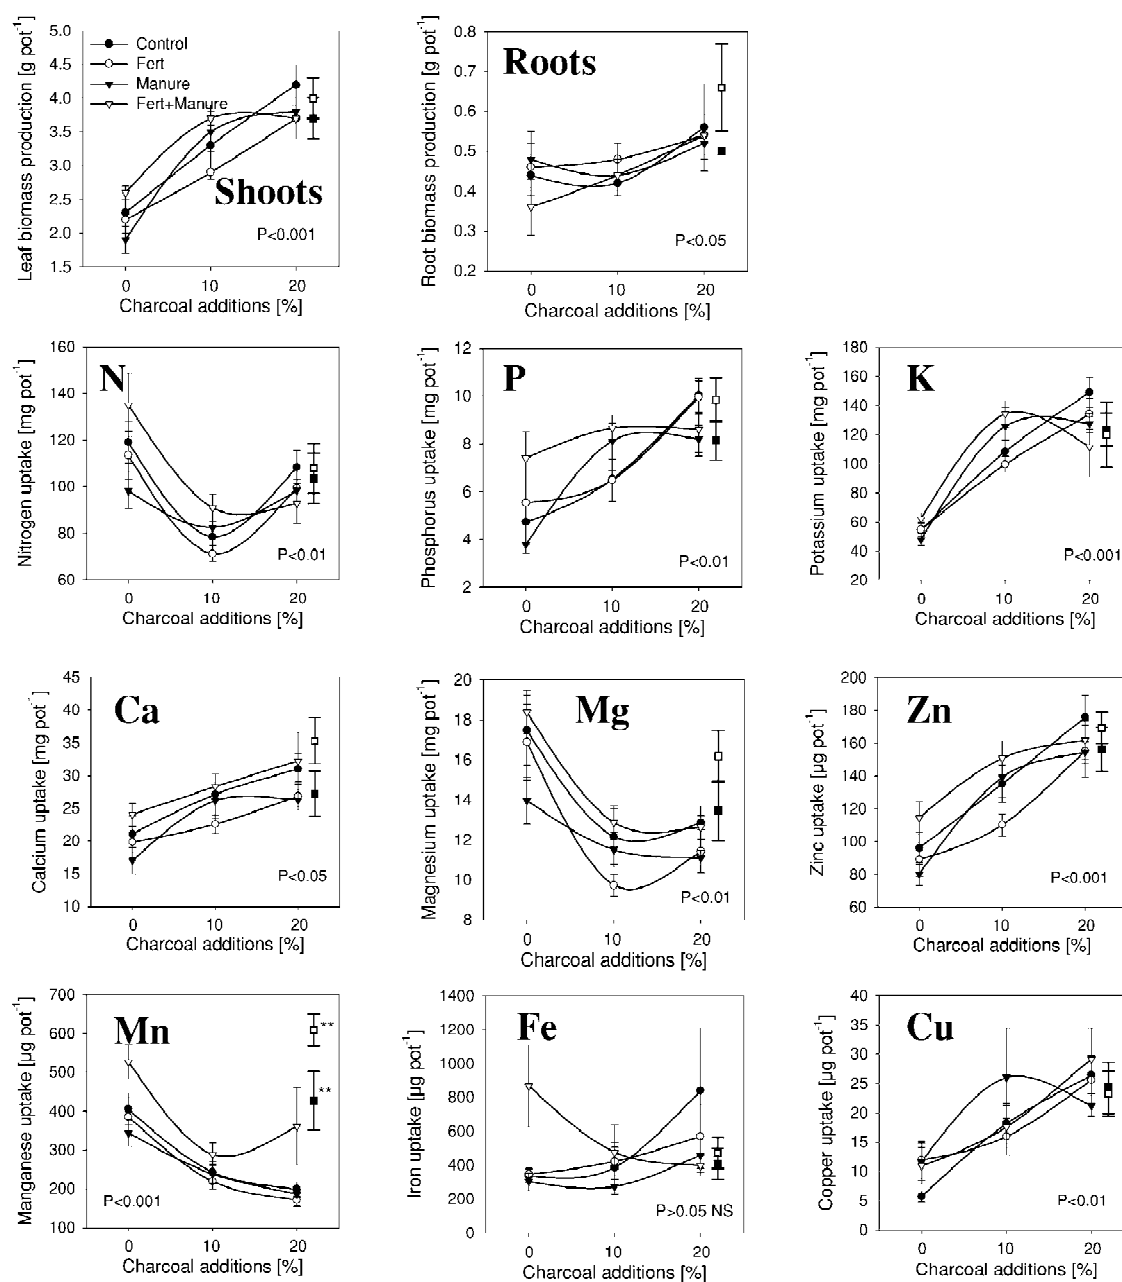 Leaf biomass production [g pot-1]
5.0
4.5
4.0
3.5
3.0
2.5
2.0
1.5
Control
Fert
Manure
Fert+Manure
Shoots
P<0.001
0 10 20
Charcoal additions [%]
Root biomass production [g pot-1]
0.8
0.7
0.6
0.5
0.4
0.3
0.2
Roots
P<0.05
0 10 20
Charcoal additions [%]
Nitrogen uptake [mg pot-1]
160
140
120
100
80
60
N
P<0.01
0 10 20
Charcoal additions [%]
Phosphorus uptake [mg pot-1]
12
10
8
6
4
2
P
P<0.01
0 10 20
Charcoal additions [%]
Potassium uptake [mg pot-1]
180
160
140
120
100
80
60
40
20
K
P<0.001
0 10 20
Charcoal additions [%]
Calcium uptake [mg pot-1]
45
40
35
30
25
20
15
10
Ca
P<0.05
0 10 20
Charcoal additions [%]
Magnesium uptake [mg pot-1]
20
18
16
14
12
10
8
Mg
P<0.01
0 10 20
Charcoal additions [%]
Zinc uptake [µg pot-1]
200
180
160
140
120
100
80
60
Zn
P<0.001
0 10 20
Charcoal additions [%]
Manganese uptake [µg pot-1]
700
600
500
400
300
200
100
Mn
**
**
P<0.001
0 10 20
Charcoal additions [%]
Iron uptake [µg pot-1]
1400
1200
1000
800
600
400
200
0
Fe
P>0.05 NS
0 10 20
Charcoal additions [%]
Copper uptake [µg pot-1]
40
35
30
25
20
15
10
5
0
Cu
P<0.01
0 10 20
Charcoal additions [%]